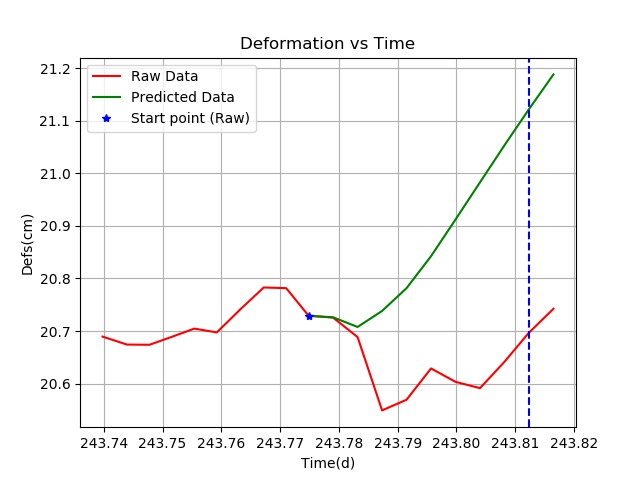 Deformation vs Time
Raw Data
Predicted Data
Start point (Raw)
Defs(cm)
21.2
21.1
21.0
20.9
20.8
20.7
20.6
243.74 243.75 243.76 243.77 243.78 243.79 243.80 243.81 243.82
Time(d)